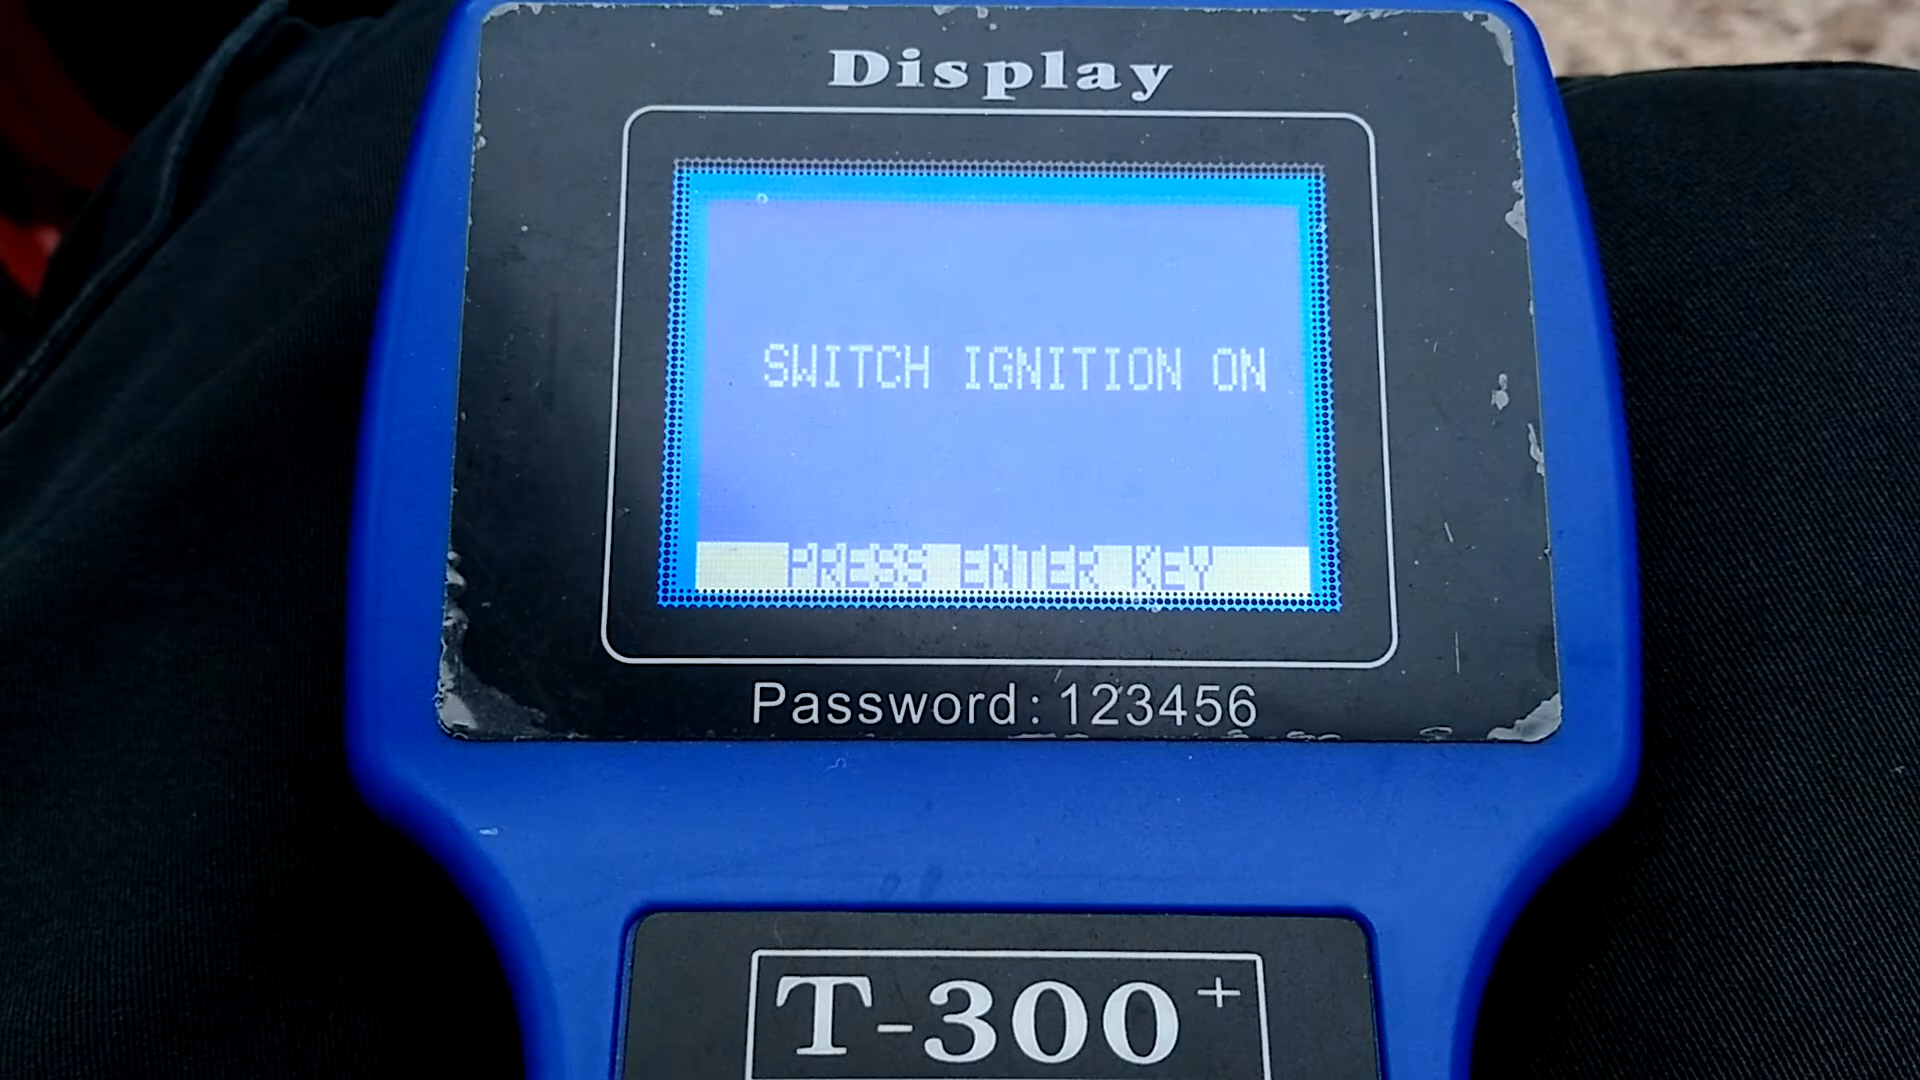 Display
SWITCH IGNITION ON
PRESS ENTER KEY
Password: 123456
T-300+